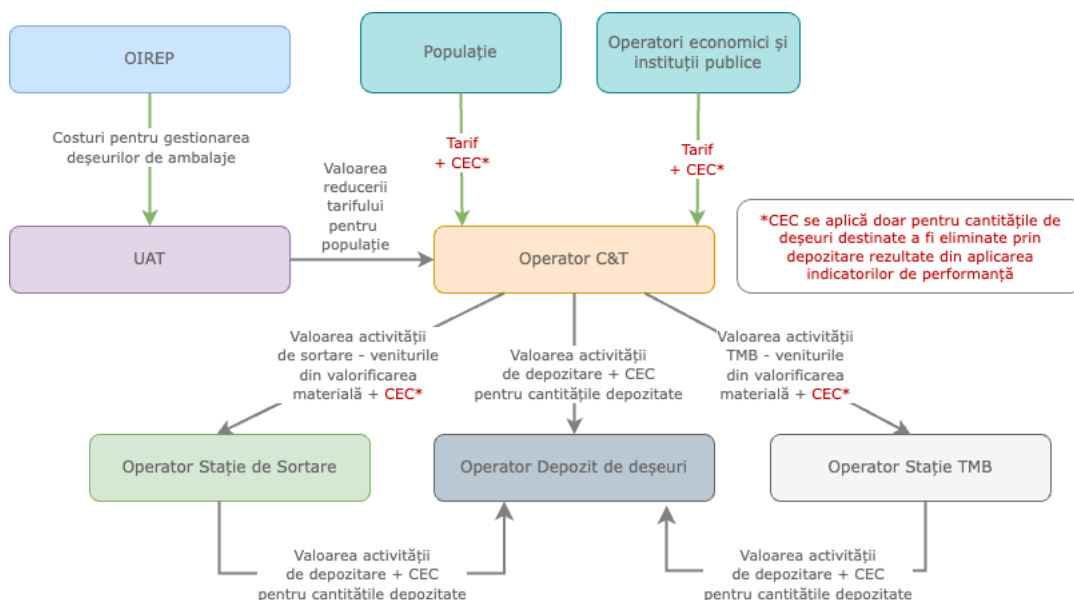 OIREP
Populație
Operatori economici și
instituții publice
Costuri pentru gestionarea
deșeurilor de ambalaje
Tarif
+ CEC*
Tarif
+ CEC*
Valoarea
reducerii
tarifului
pentru
populație
UAT
Operator C&T
*CEC se aplică doar pentru cantitățile de
deșeuri destinate a fi eliminate prin
depozitare rezultate din aplicarea
indicatorilor de performanță
Valoarea activității
de sortare - veniturile
din valorificarea
materială + CEC*
Valoarea activității
de depozitare + CEC
pentru cantitățile depozitate
Valoarea activității
TMB - veniturile
din valorificarea
materială + CEC*
Operator Stație de Sortare
Operator Depozit de deșeuri
Operator Stație TMB
Valoarea activității
de depozitare + CEC
pentru cantitățile depozitate
Valoarea activității
de depozitare + CEC
pentru cantitățile depozitate